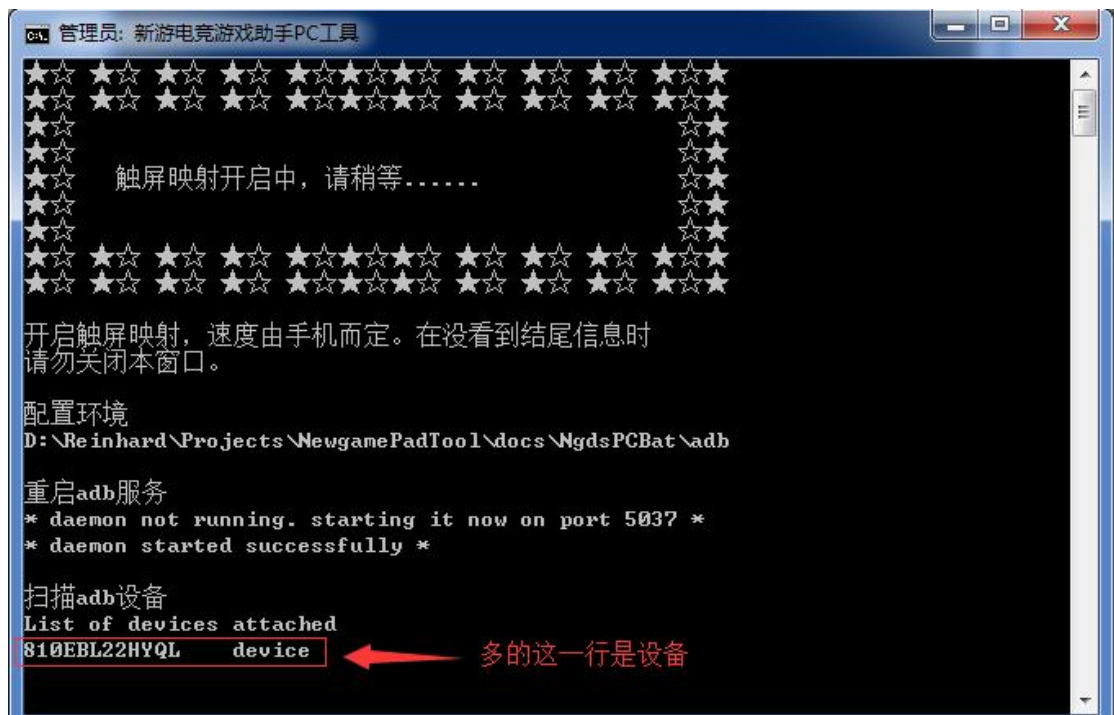 管理员: 新游电竞游戏助手PC工具
★☆ ★☆ ★☆ ★☆ ★☆★☆★☆ ★☆ ★☆ ★☆ ★☆★
★☆ ★☆ ★☆ ★☆ ★☆★☆★☆ ★☆ ★☆ ★☆ ★☆★
★☆ ☆★
★☆ ☆★
★☆ 触屏映射开启中，请稍等...... ☆★
★☆ ☆★
★☆ ☆★
★☆ ★☆ ★☆ ★☆ ★☆★☆★☆ ★☆ ★☆ ★☆ ★☆★
★☆ ★☆ ★☆ ★☆ ★☆★☆★☆ ★☆ ★☆ ★☆ ★☆★
开启触屏映射，速度由手机而定。在没看到结尾信息时
请勿关闭本窗口。
配置环境
D:\Reinhard\Projects\NewgamePadTool\docs\NgdsPCBat\adb
重启adb服务
* daemon not running. starting it now on port 5037 *
* daemon started successfully *
扫描adb设备
List of devices attached
810EBL22HYQL device 多的这一行是设备